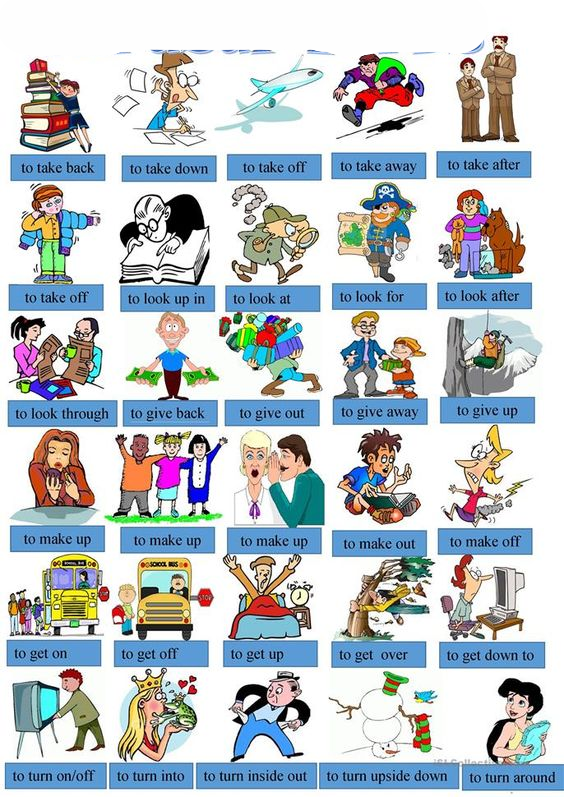 to take back
to take down
to take off
to take away
to take after
to take off
to look up in
to look at
to look for
to look after
to look through
to give back
to give out
to give away
to give up
to make up
to make up
to make up
to make out
to make off
to get on
to get off
to get up
to get over
to get down to
SCHOOL BUS
SCHOOL BUS
STOP
to turn on/off
to turn into
to turn inside out
to turn upside down
to turn around